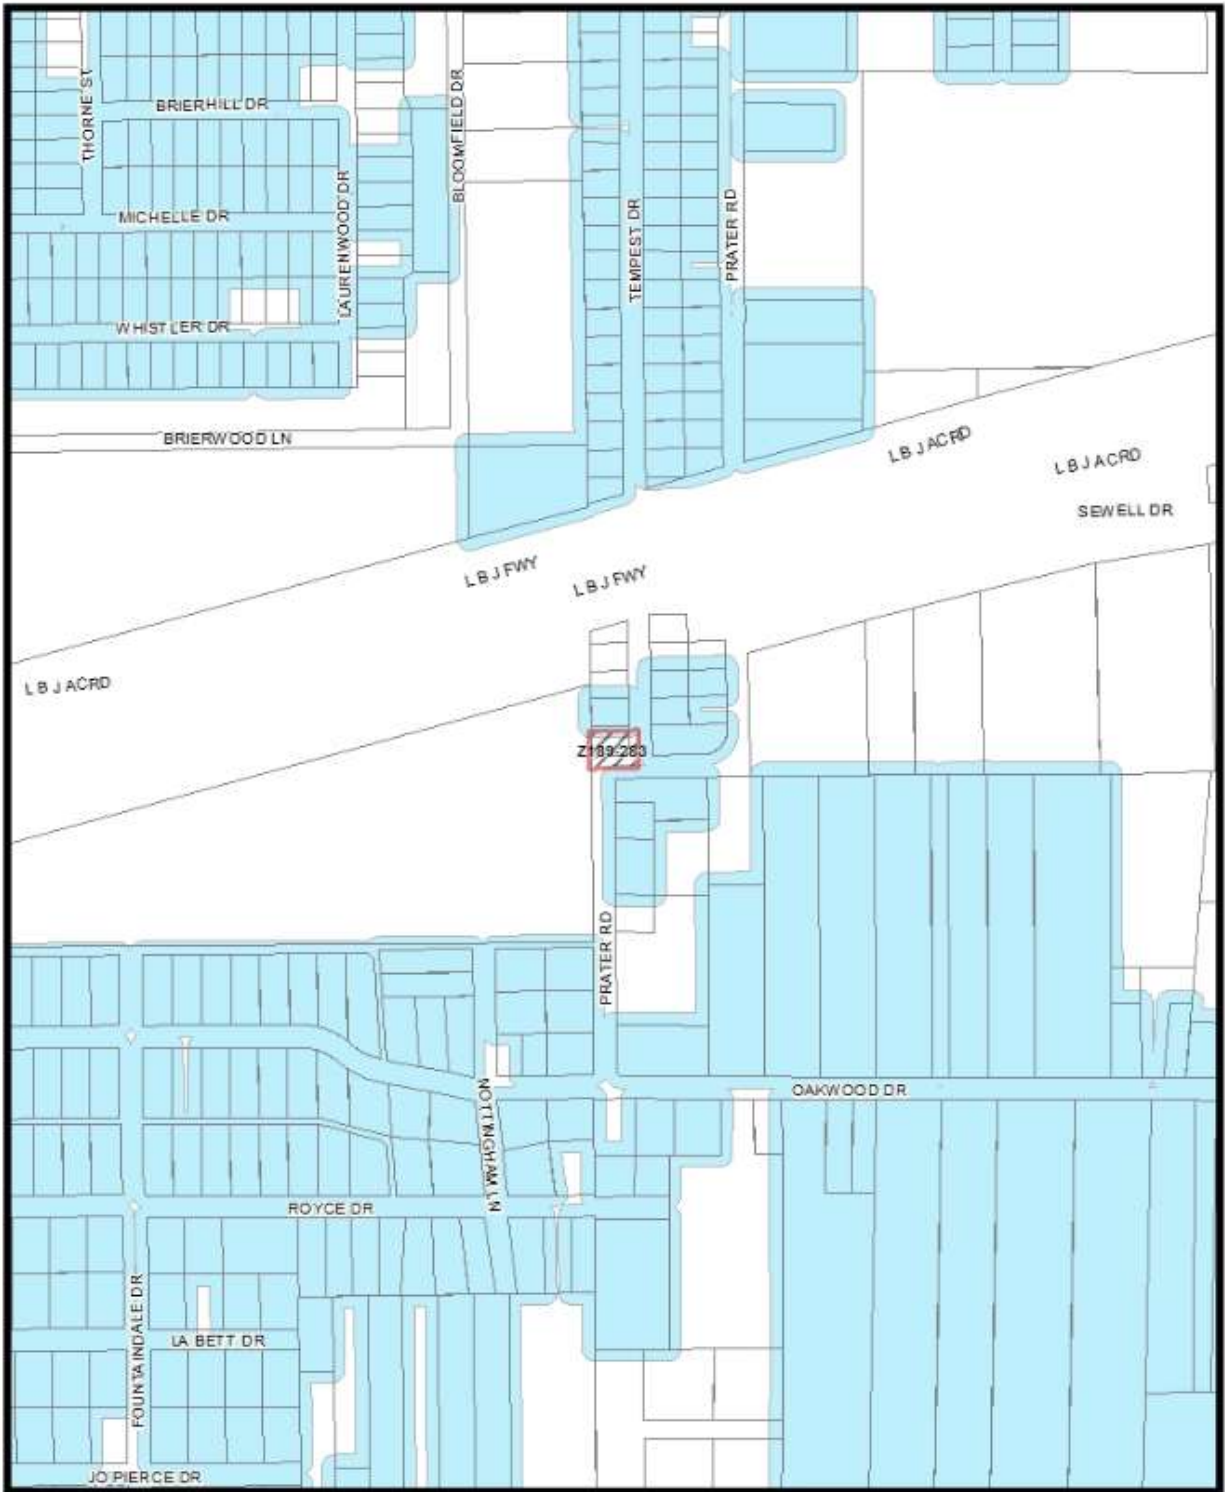 THORNE ST
BRIERHILL DR
BLOOMFIELD DR
MICHELLE DR
LAURENWOOD DR
TEMPEST DR
PRATER RD
WHISTLER DR
BRIERWOOD LN
L B J ACRD
L B J ACRD
SEWELL DR
L B J FWY
L B J FWY
L B J ACRD
Z189-283
PRATER RD
OAKWOOD DR
NOTTINGHAM LN
ROYCE DR
FOUNTAINDALE DR
LA BETT DR
JO PIERCE DR